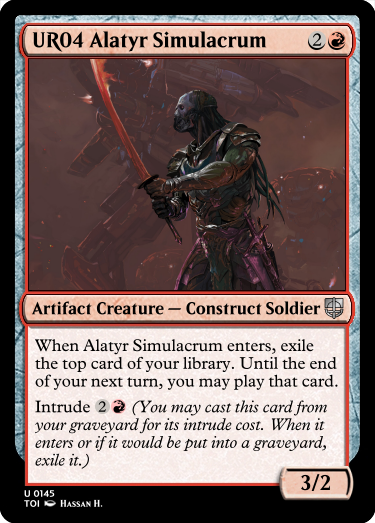 UR04 Alatyr Simulacrum 2
Artifact Creature — Construct Soldier
When Alatyr Simulacrum enters, exile
the top card of your library. Until the end
of your next turn, you may play that card.
Intrude 2 (You may cast this card from
your graveyard for its intrude cost. When it
enters or if it would be put into a graveyard,
exile it.)
3/2
U 0145
TOI Hassan H.